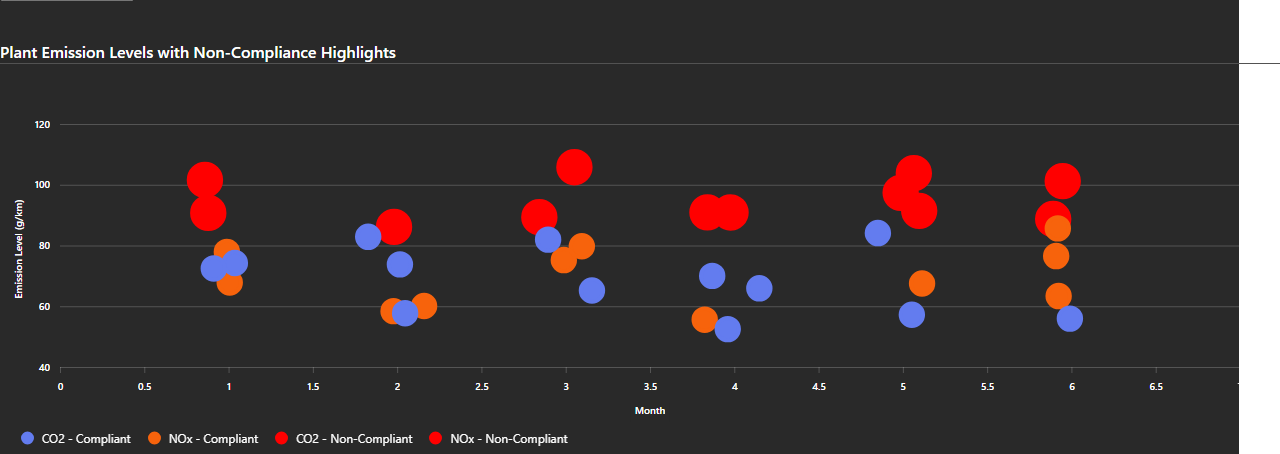 Plant Emission Levels with Non-Compliance Highlights
120
100
80
60
40
Emission Level (g/km)
0 0.5 1 1.5 2 2.5 3 3.5 4 4.5 5 5.5 6 6.5
Month
CO2 - Compliant NOx - Compliant CO2 - Non-Compliant NOx - Non-Compliant